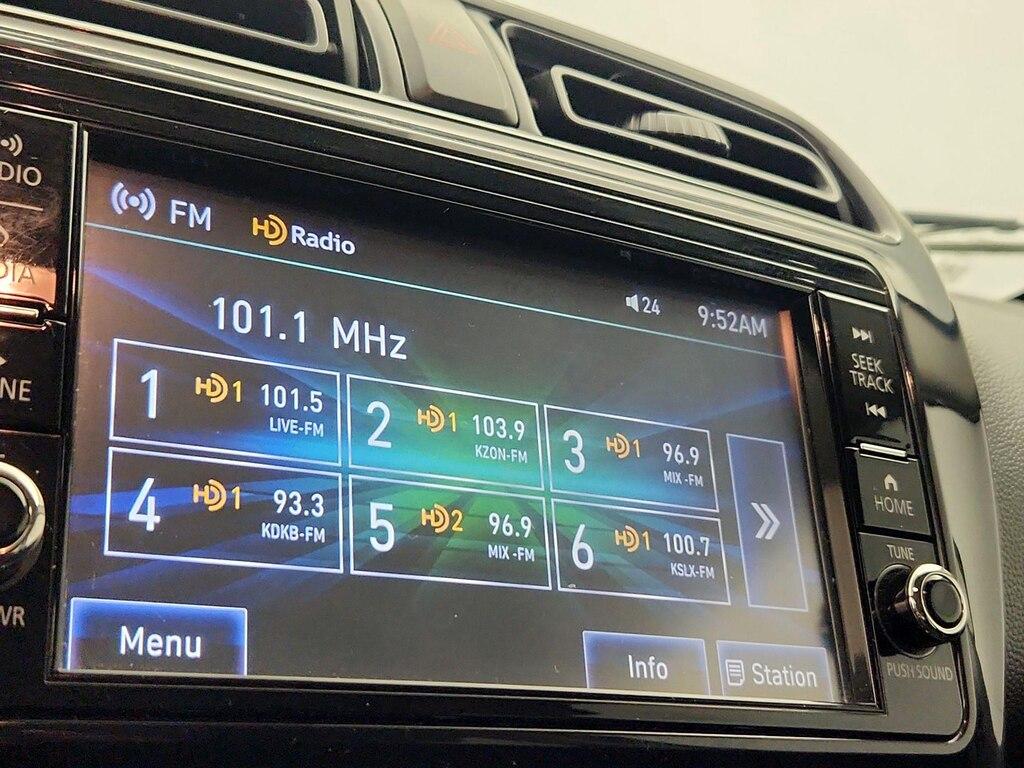 FM HD Radio
24 9:52AM
101.1 MHz
1 HD1 101.5
LIVE-FM
2 HD1 103.9
KZON-FM
3 HD1 96.9
MIX -FM
4 HD1 93.3
KDKB-FM
5 HD2 96.9
MIX -FM
6 HD1 100.7
KSLX-FM
Menu
Info
Station
SEEK
TRACK
HOME
TUNE
PUSH SOUND
DIO
DIA
NE
WR